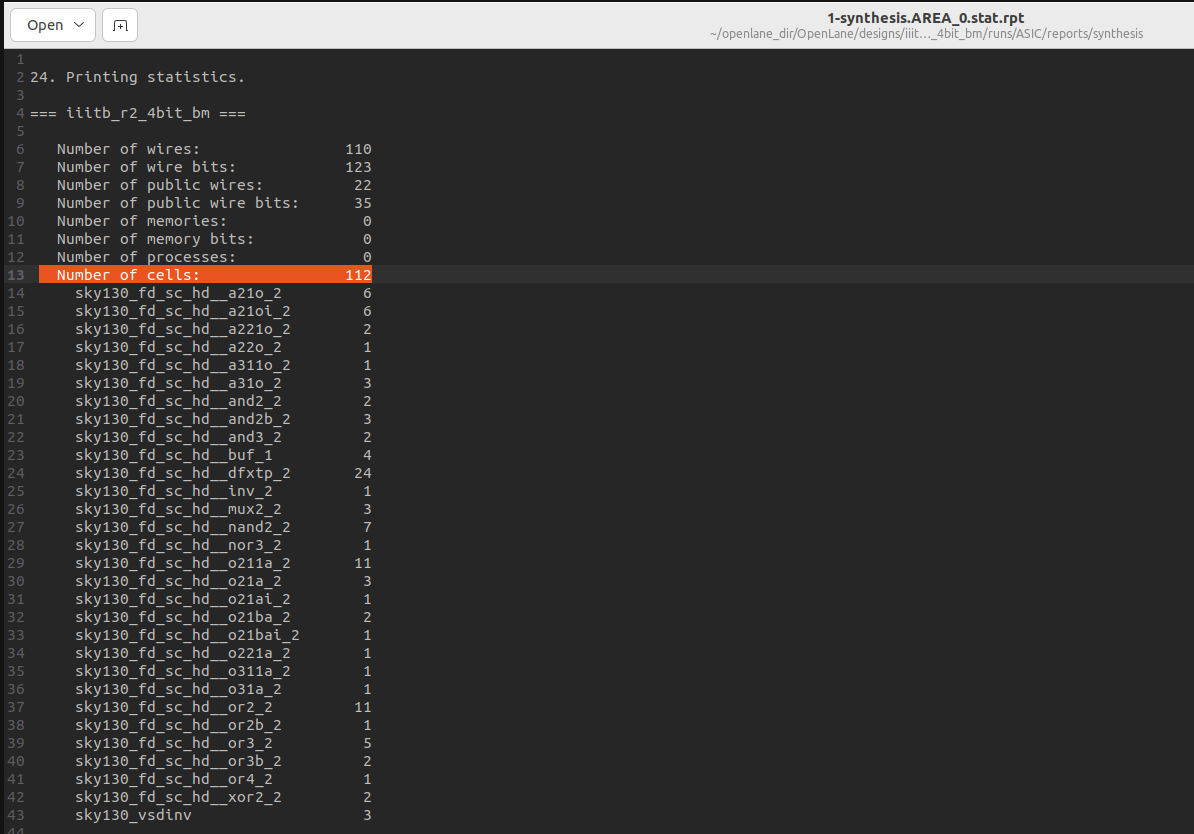 Open
1-synthesis.AREA_0.stat.rpt
~/openlane_dir/OpenLane/designs/iiit…_4bit_bm/runs/ASIC/reports/synthesis
1
2 24. Printing statistics.
3
4 === iiitb_r2_4bit_bm ===
5
6 Number of wires: 110
7 Number of wire bits: 123
8 Number of public wires: 22
9 Number of public wire bits: 35
10 Number of memories: 0
11 Number of memory bits: 0
12 Number of processes: 0
13 Number of cells: 112
14 sky130_fd_sc_hd__a21o_2 6
15 sky130_fd_sc_hd__a21oi_2 6
16 sky130_fd_sc_hd__a221o_2 2
17 sky130_fd_sc_hd__a22o_2 1
18 sky130_fd_sc_hd__a311o_2 1
19 sky130_fd_sc_hd__a31o_2 3
20 sky130_fd_sc_hd__and2_2 2
21 sky130_fd_sc_hd__and2b_2 3
22 sky130_fd_sc_hd__and3_2 2
23 sky130_fd_sc_hd__buf_1 4
24 sky130_fd_sc_hd__dfxtp_2 24
25 sky130_fd_sc_hd__inv_2 1
26 sky130_fd_sc_hd__mux2_2 3
27 sky130_fd_sc_hd__nand2_2 7
28 sky130_fd_sc_hd__nor3_2 1
29 sky130_fd_sc_hd__o211a_2 11
30 sky130_fd_sc_hd__o21a_2 3
31 sky130_fd_sc_hd__o21ai_2 1
32 sky130_fd_sc_hd__o21ba_2 2
33 sky130_fd_sc_hd__o21bai_2 1
34 sky130_fd_sc_hd__o221a_2 1
35 sky130_fd_sc_hd__o311a_2 1
36 sky130_fd_sc_hd__o31a_2 1
37 sky130_fd_sc_hd__or2_2 11
38 sky130_fd_sc_hd__or2b_2 1
39 sky130_fd_sc_hd__or3_2 5
40 sky130_fd_sc_hd__or3b_2 2
41 sky130_fd_sc_hd__or4_2 1
42 sky130_fd_sc_hd__xor2_2 2
43 sky130_vsdinv 3
44